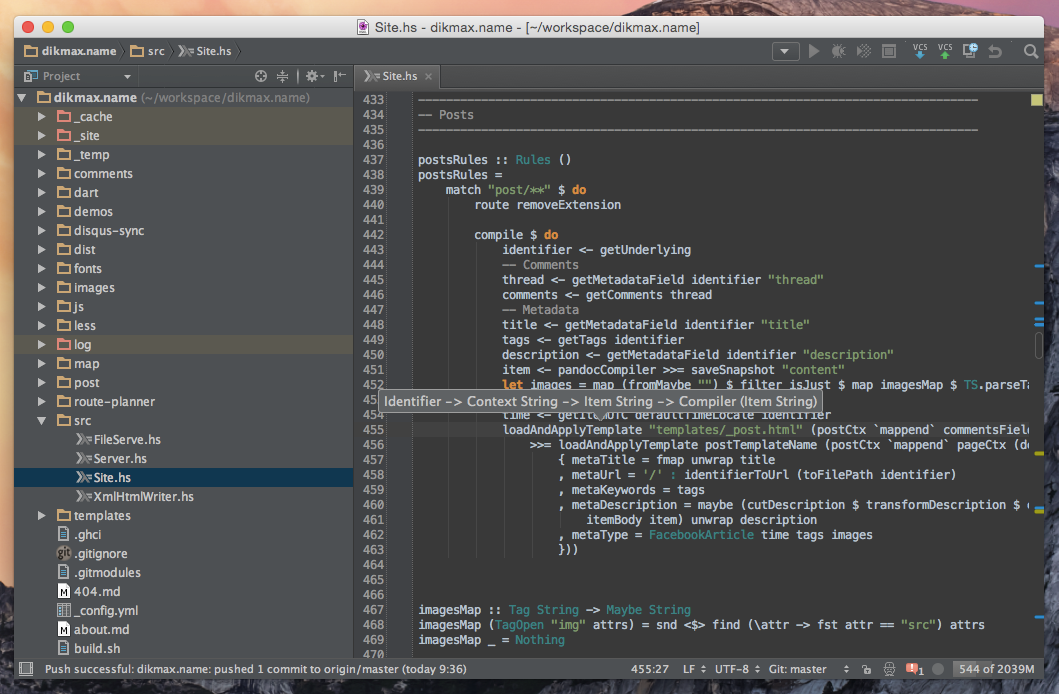 Site.hs - dikmax.name - [~/workspace/dikmax.name]
dikmax.name src Site.hs
VCS VCS
Project
Site.hs
dikmax.name (~/workspace/dikmax.name)
_cache
_site
_temp
comments
dart
demos
disqus-sync
dist
fonts
images
js
less
log
map
post
route-planner
src
FileServe.hs
Server.hs
Site.hs
XmlHtmlWriter.hs
templates
.ghci
.gitignore
.gitmodules
404.md
_config.yml
about.md
build.sh
433 --------------------------------------------------------------------------------
434 -- Posts
435 --------------------------------------------------------------------------------
436
437 postsRules :: Rules ()
438 postsRules =
439 match "post/**" $ do
440 route removeExtension
441
442 compile $ do
443 identifier <- getUnderlying
444 -- Comments
445 thread <- getMetadataField identifier "thread"
446 comments <- getComments thread
447 -- Metadata
448 title <- getMetadataField identifier "title"
449 tags <- getTags identifier
450 description <- getMetadataField identifier "description"
451 item <- pandocCompiler >>= saveSnapshot "content"
452 let images = map (fromMaybe "") $ filter isJust $ map imagesMap $ TS.parseTa
Identifier -> Context String -> Item String -> Compiler (Item String)
454 time <- getItemUTC defaultTimeLocale identifier
455 loadAndApplyTemplate "templates/_post.html" (postCtx `mappend` commentsField
456 >>= loadAndApplyTemplate postTemplateName (postCtx `mappend` pageCtx (de
457 { metaTitle = fmap unwrap title
458 , metaUrl = '/' : identifierToUrl (toFilePath identifier)
459 , metaKeywords = tags
460 , metaDescription = maybe (cutDescription $ transformDescription $ e
461 itemBody item) unwrap description
462 , metaType = FacebookArticle time tags images
463 }))
464
465
466
467 imagesMap :: Tag String -> Maybe String
468 imagesMap (TagOpen "img" attrs) = snd <$> find (\attr -> fst attr == "src") attrs
469 imagesMap _ = Nothing
470
Push successful: dikmax.name: pushed 1 commit to origin/master (today 9:36)
455:27 LF UTF-8 Git: master 1 544 of 2039M